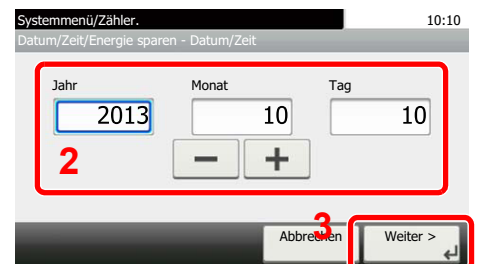 Systemmenü/Zähler. 10:10
Datum/Zeit/Energie sparen - Datum/Zeit
Jahr Monat Tag
2013 10 10
2 − +
3
Abbrechen Weiter >